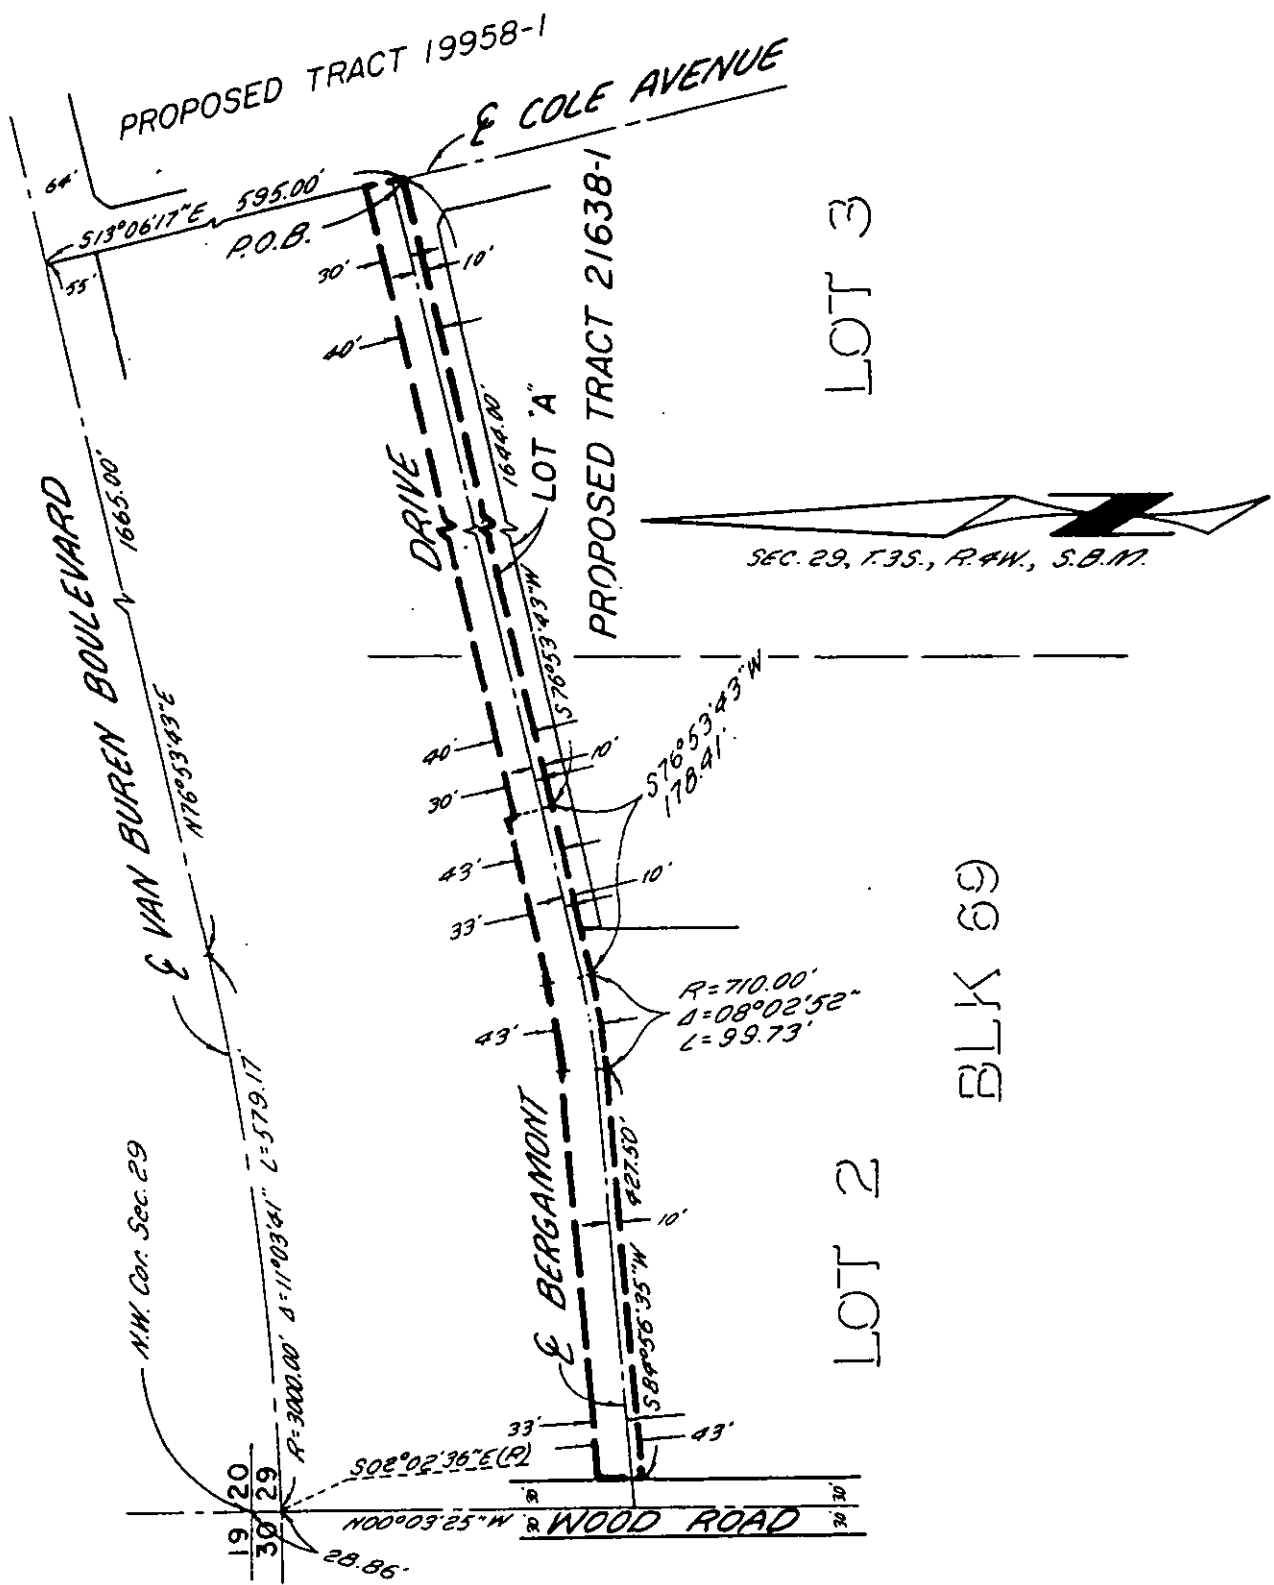 PROPOSED TRACT 19958-1
℄ COLE AVENUE
64'
S13°06'17"E 595.00'
P.O.B.
55'
30'
10'
40'
PROPOSED TRACT 21638-1
LOT 3
LOT "A"
1644.00'
S76°53'43"W
DRIVE
℄ VAN BUREN BOULEVARD
1665.00'
N76°53'43"E
SEC. 29, T.3S., R.4W., S.B.M.
40'
10'
30'
S76°53'43"W
178.41'
43'
10'
33'
R=710.00'
Δ=08°02'52"
L=99.73'
43'
BLK 69
℄ BERGAMONT
427.50'
S84°56'35"W
10'
LOT 2
N.W. Cor. Sec. 29
R=3000.00' Δ=11°03'41" L=579.17'
33'
43'
S02°02'36"E(R)
19 20
30 29
N00°03'25"W
28.86'
30'
30'
WOOD ROAD
30'
30'